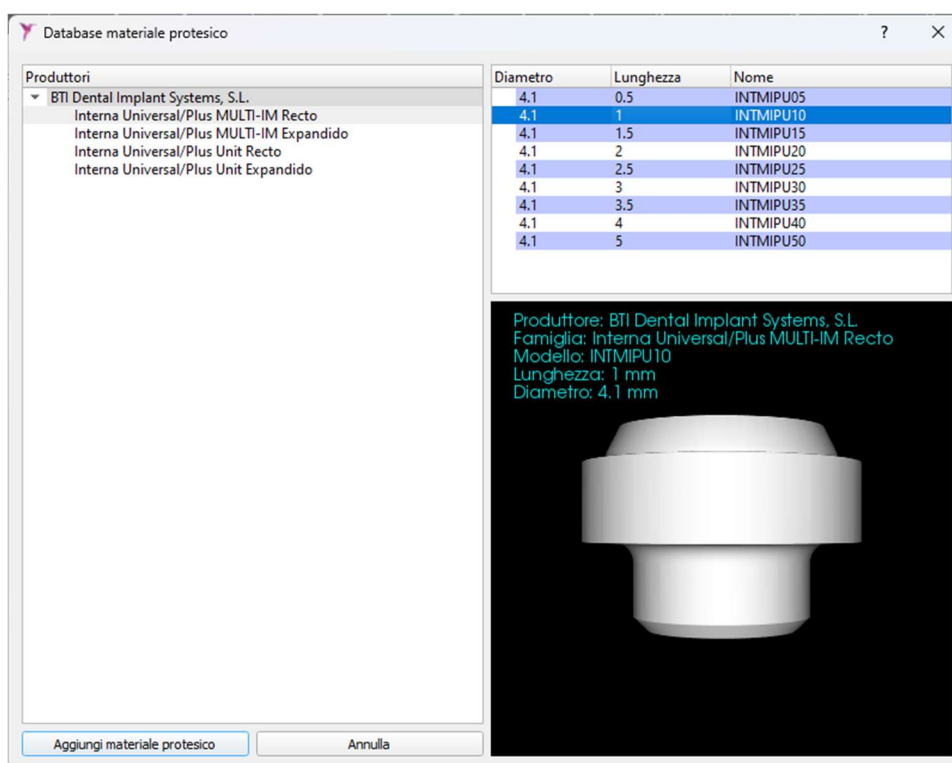 Database materiale protesico
?
Produttori
BTI Dental Implant Systems, S.L.
Interna Universal/Plus MULTI-IM Recto
Interna Universal/Plus MULTI-IM Expandido
Interna Universal/Plus Unit Recto
Interna Universal/Plus Unit Expandido
Diametro Lunghezza Nome
4.1 0.5 INTMIPU05
4.1 1 INTMIPU10
4.1 1.5 INTMIPU15
4.1 2 INTMIPU20
4.1 2.5 INTMIPU25
4.1 3 INTMIPU30
4.1 3.5 INTMIPU35
4.1 4 INTMIPU40
4.1 5 INTMIPU50
Produttore: BTI Dental Implant Systems, S.L.
Famiglia: Interna Universal/Plus MULTI-IM Recto
Modello: INTMIPU10
Lunghezza: 1 mm
Diametro: 4.1 mm
Aggiungi materiale protesico Annulla